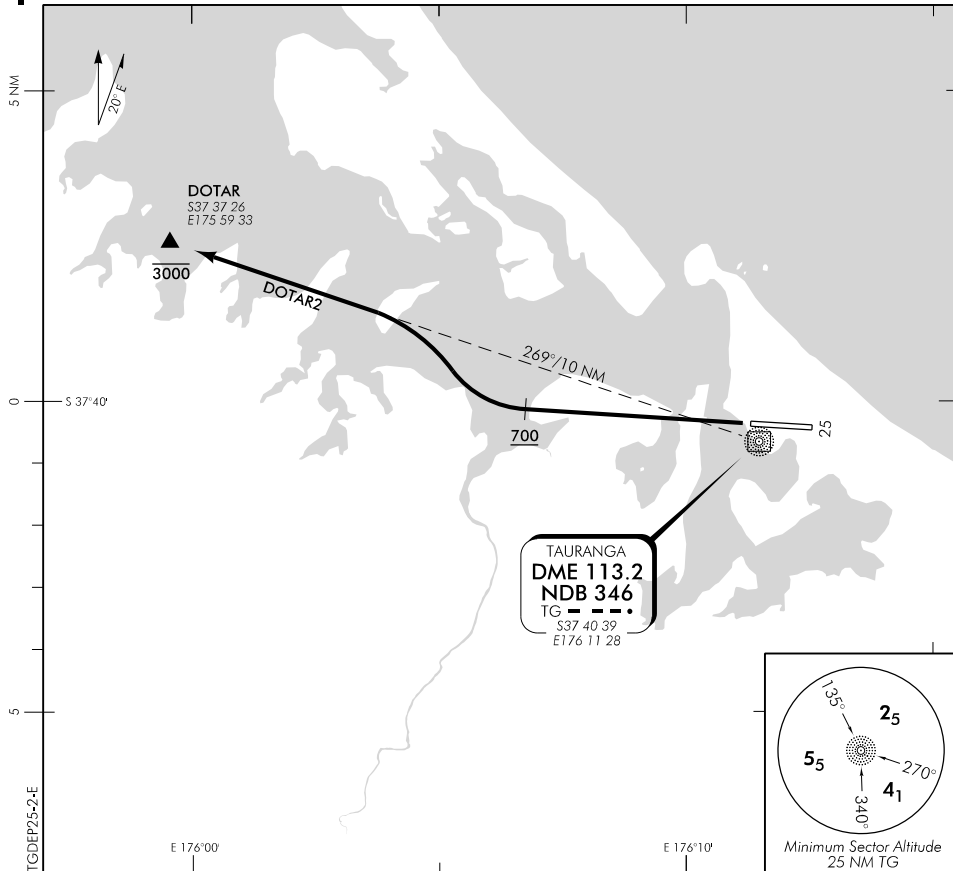 5 NM
20° E
DOTAR
S37 37 26
E175 59 33
3000
DOTAR2
269°/10 NM
0
S 37°40'
700
25
TAURANGA
DME 113.2
NDB 346
TG
S37 40 39
E176 11 28
5
135°
25
55
270°
41
340°
Minimum Sector Altitude
25 NM TG
E 176°00'
E 176°10'
TGDEP25-2-E